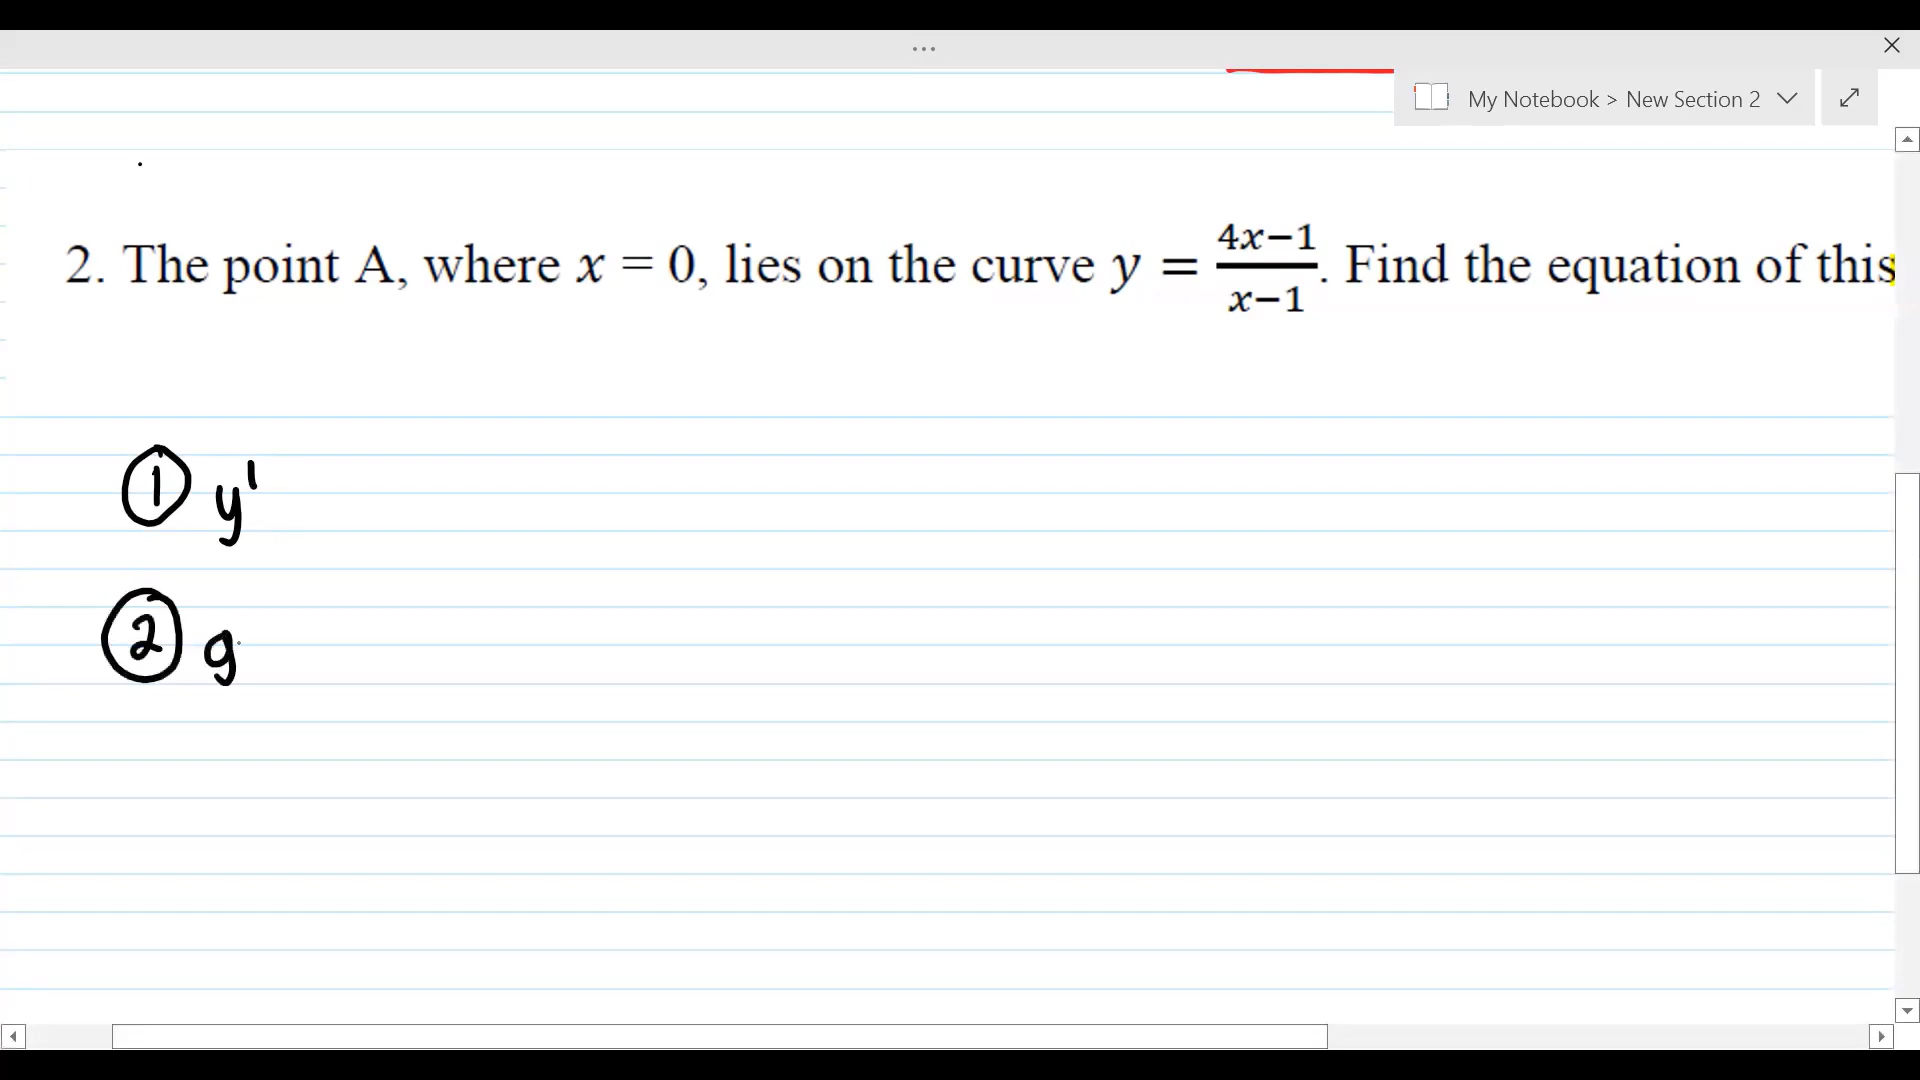 ...
My Notebook > New Section 2
2. The point A, where x = 0, lies on the curve y = \frac{4x-1}{x-1}. Find the equation of this
① y'
② g